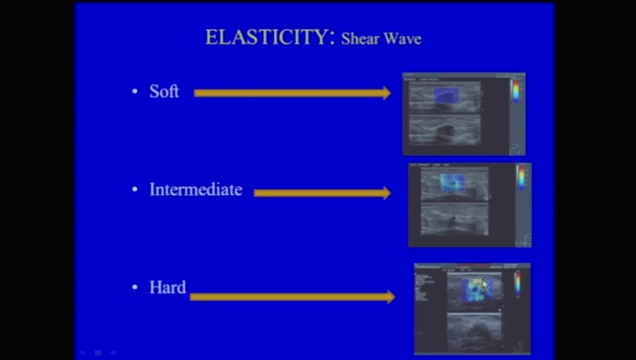 ELASTICITY: Shear Wave
• Soft
• Intermediate
• Hard